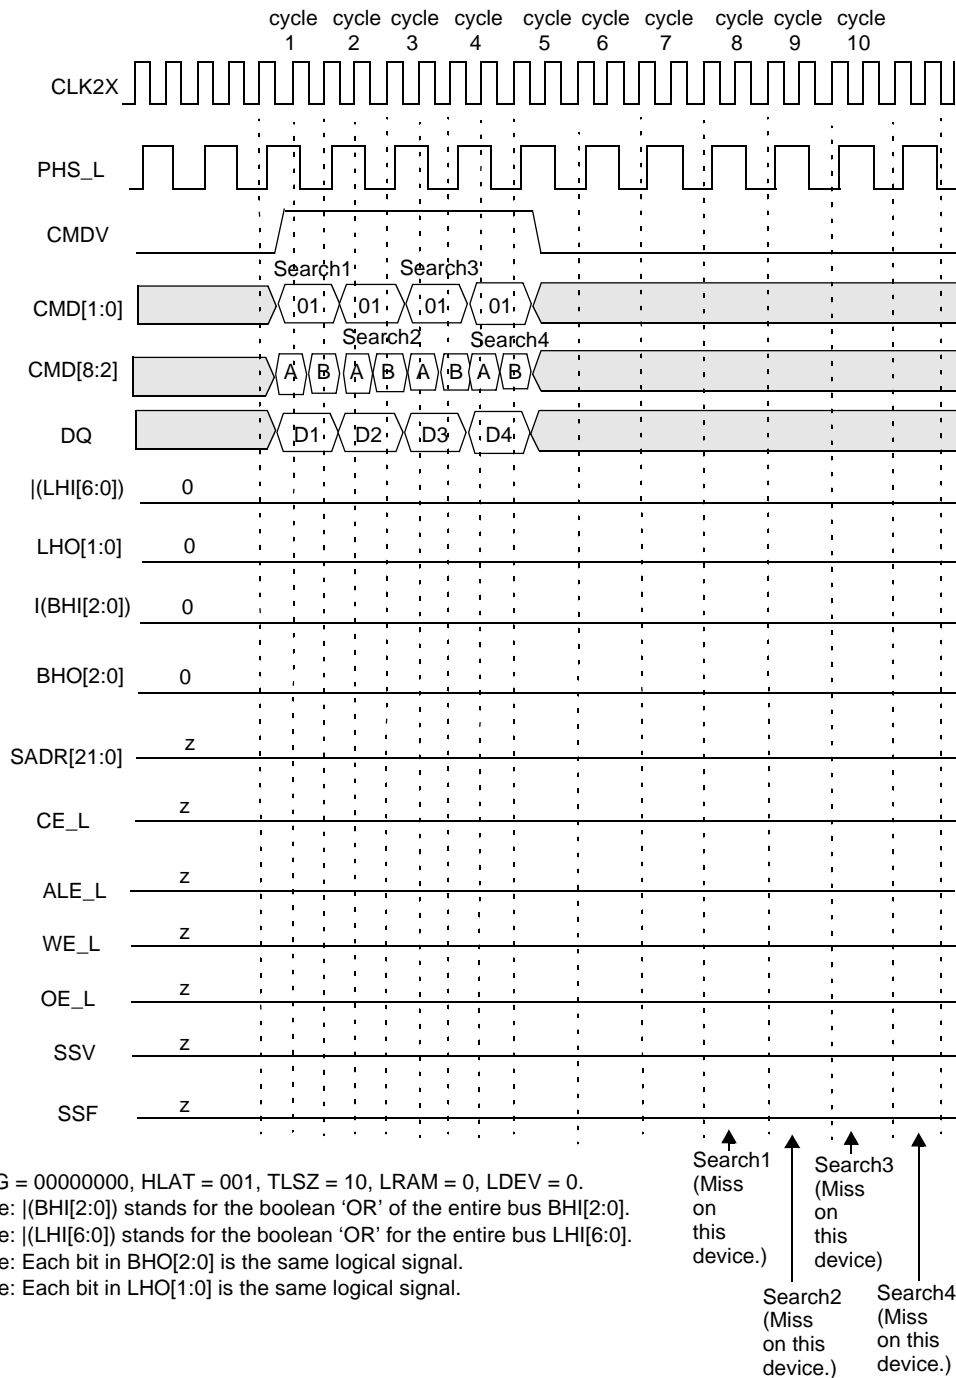 cycle cycle cycle cycle cycle cycle cycle cycle cycle cycle
1 2 3 4 5 6 7 8 9 10
CLK2X
PHS_L
CMDV
Search1 Search3
CMD[1:0] 01 01 01 01
Search2 Search4
CMD[8:2] A B A B A B A B
DQ D1 D2 D3 D4
|(LHI[6:0]) 0
LHO[1:0] 0
I(BHI[2:0]) 0
BHO[2:0] 0
SADR[21:0] z
CE_L z
ALE_L z
WE_L z
OE_L z
SSV z
SSF z
G = 00000000, HLAT = 001, TLSZ = 10, LRAM = 0, LDEV = 0.
e: |(BHI[2:0]) stands for the boolean ‘OR’ of the entire bus BHI[2:0].
e: |(LHI[6:0]) stands for the boolean ‘OR’ for the entire bus LHI[6:0].
e: Each bit in BHO[2:0] is the same logical signal.
e: Each bit in LHO[1:0] is the same logical signal.
Search1
(Miss
on
this
device.)
Search2
(Miss
on this
device.)
Search3
(Miss
on
this
device)
Search4
(Miss
on this
device.)